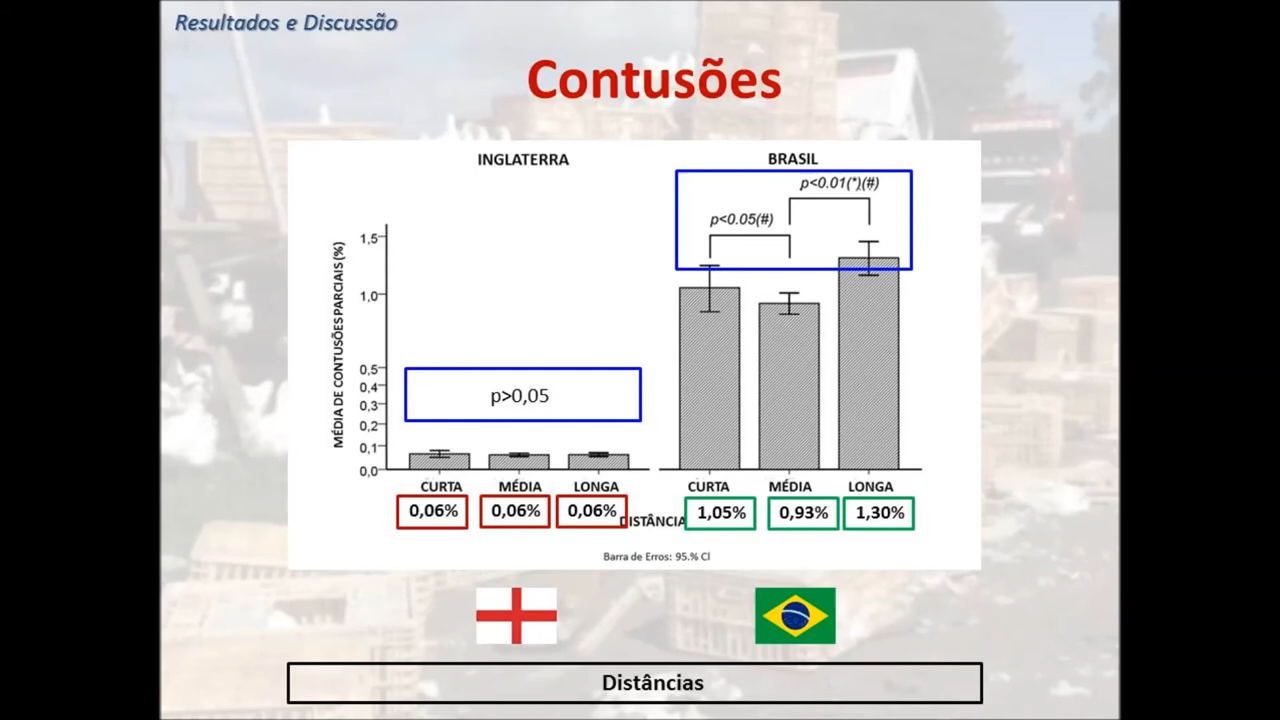 Resultados e Discussão
Contusões
INGLATERRA
BRASIL
p<0.01(*)(#)
p<0.05(#)
MÉDIA DE CONTUSÕES PARCIAIS (%)
1,5
1,0
0,5
0,4
0,3
0,2
0,1
0,0
p>0,05
CURTA MÉDIA LONGA CURTA MÉDIA LONGA
0,06% 0,06% 0,06% 1,05% 0,93% 1,30%
DISTÂNCIA
Barra de Erros: 95.% CI
Distâncias